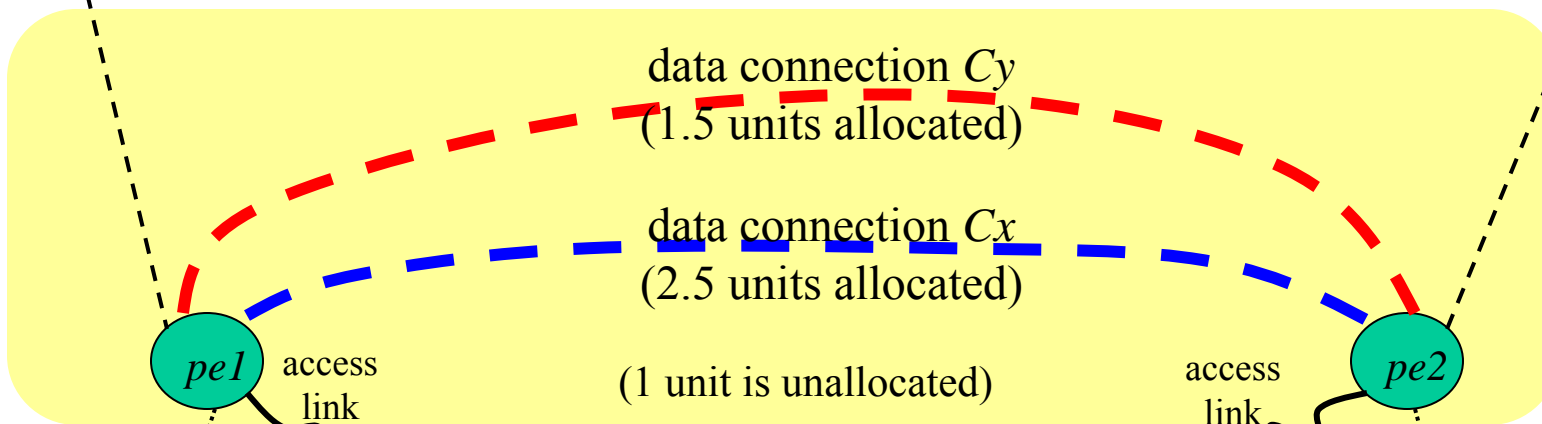 data connection Cy
(1.5 units allocated)
data connection Cx
(2.5 units allocated)
pe1
access
link
(1 unit is unallocated)
access
link
pe2